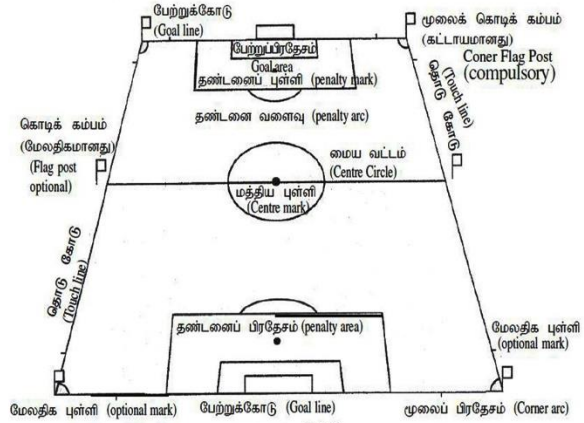 பேற்றுக்கோடு
(Goal line)
மூலைக் கொடிக் கம்பம்
(கட்டாயமானது)
Coner Flag Post
(compulsory)
பேற்றுப்பிரதேசம்
Goal area
தண்டனைப் புள்ளி (penalty mark)
தொடு கோடு
(Touch line)
தண்டனை வளைவு (penalty arc)
கொடிக் கம்பம்
(மேலதிகமானது)
(Flag post
optional)
மைய வட்டம்
(Centre Circle)
மத்திய புள்ளி
(Centre mark)
தொடு கோடு
(Touch line)
தண்டனைப் பிரதேசம் (penalty area)
மேலதிக புள்ளி
(optional mark)
மேலதிக புள்ளி (optional mark)
பேற்றுக்கோடு (Goal line)
மூலைப் பிரதேசம் (Corner arc)